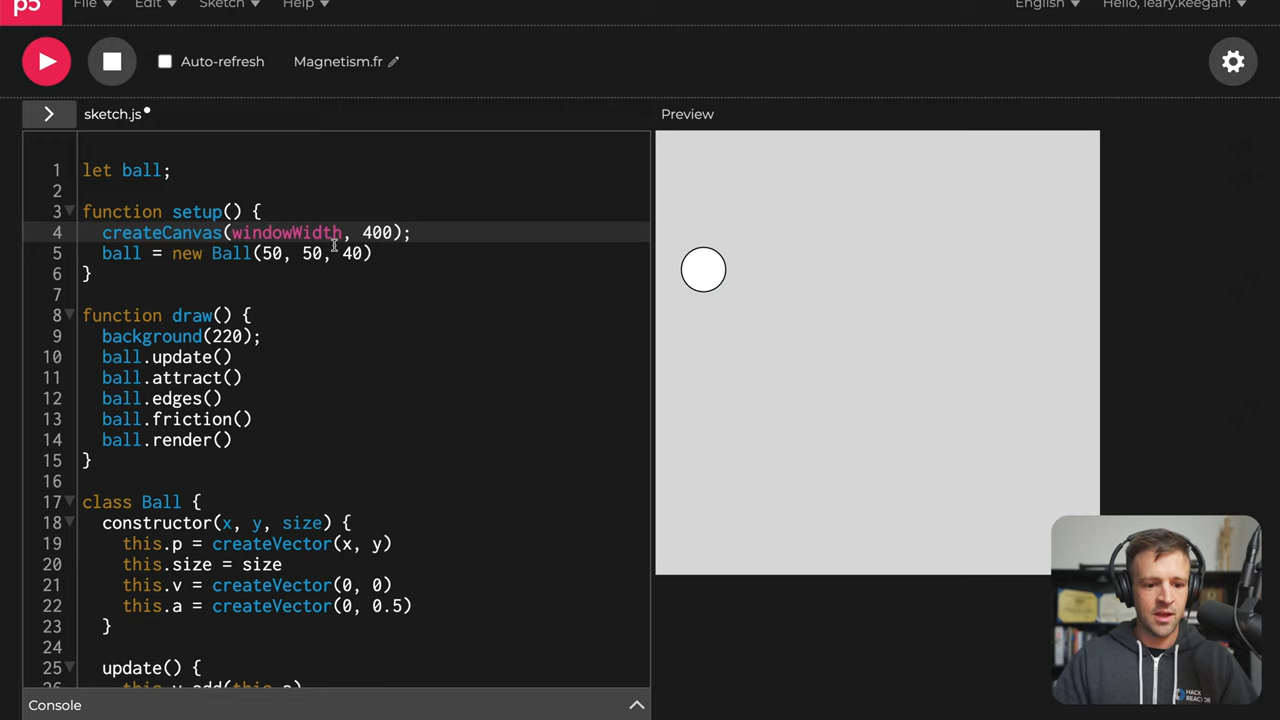 p5 File Edit Sketch Help English Hello, leary.keegan!
Auto-refresh Magnetism.fr
> sketch.js Preview
1 let ball;
2
3 function setup() {
4 createCanvas(windowWidth, 400);
5 ball = new Ball(50, 50, 40)
6 }
7
8 function draw() {
9 background(220);
10 ball.update()
11 ball.attract()
12 ball.edges()
13 ball.friction()
14 ball.render()
15 }
16
17 class Ball {
18 constructor(x, y, size) {
19 this.p = createVector(x, y)
20 this.size = size
21 this.v = createVector(0, 0)
22 this.a = createVector(0, 0.5)
23 }
24
25 update() {
26 this.v.add(this.a)
Console
HACK
REACTOR